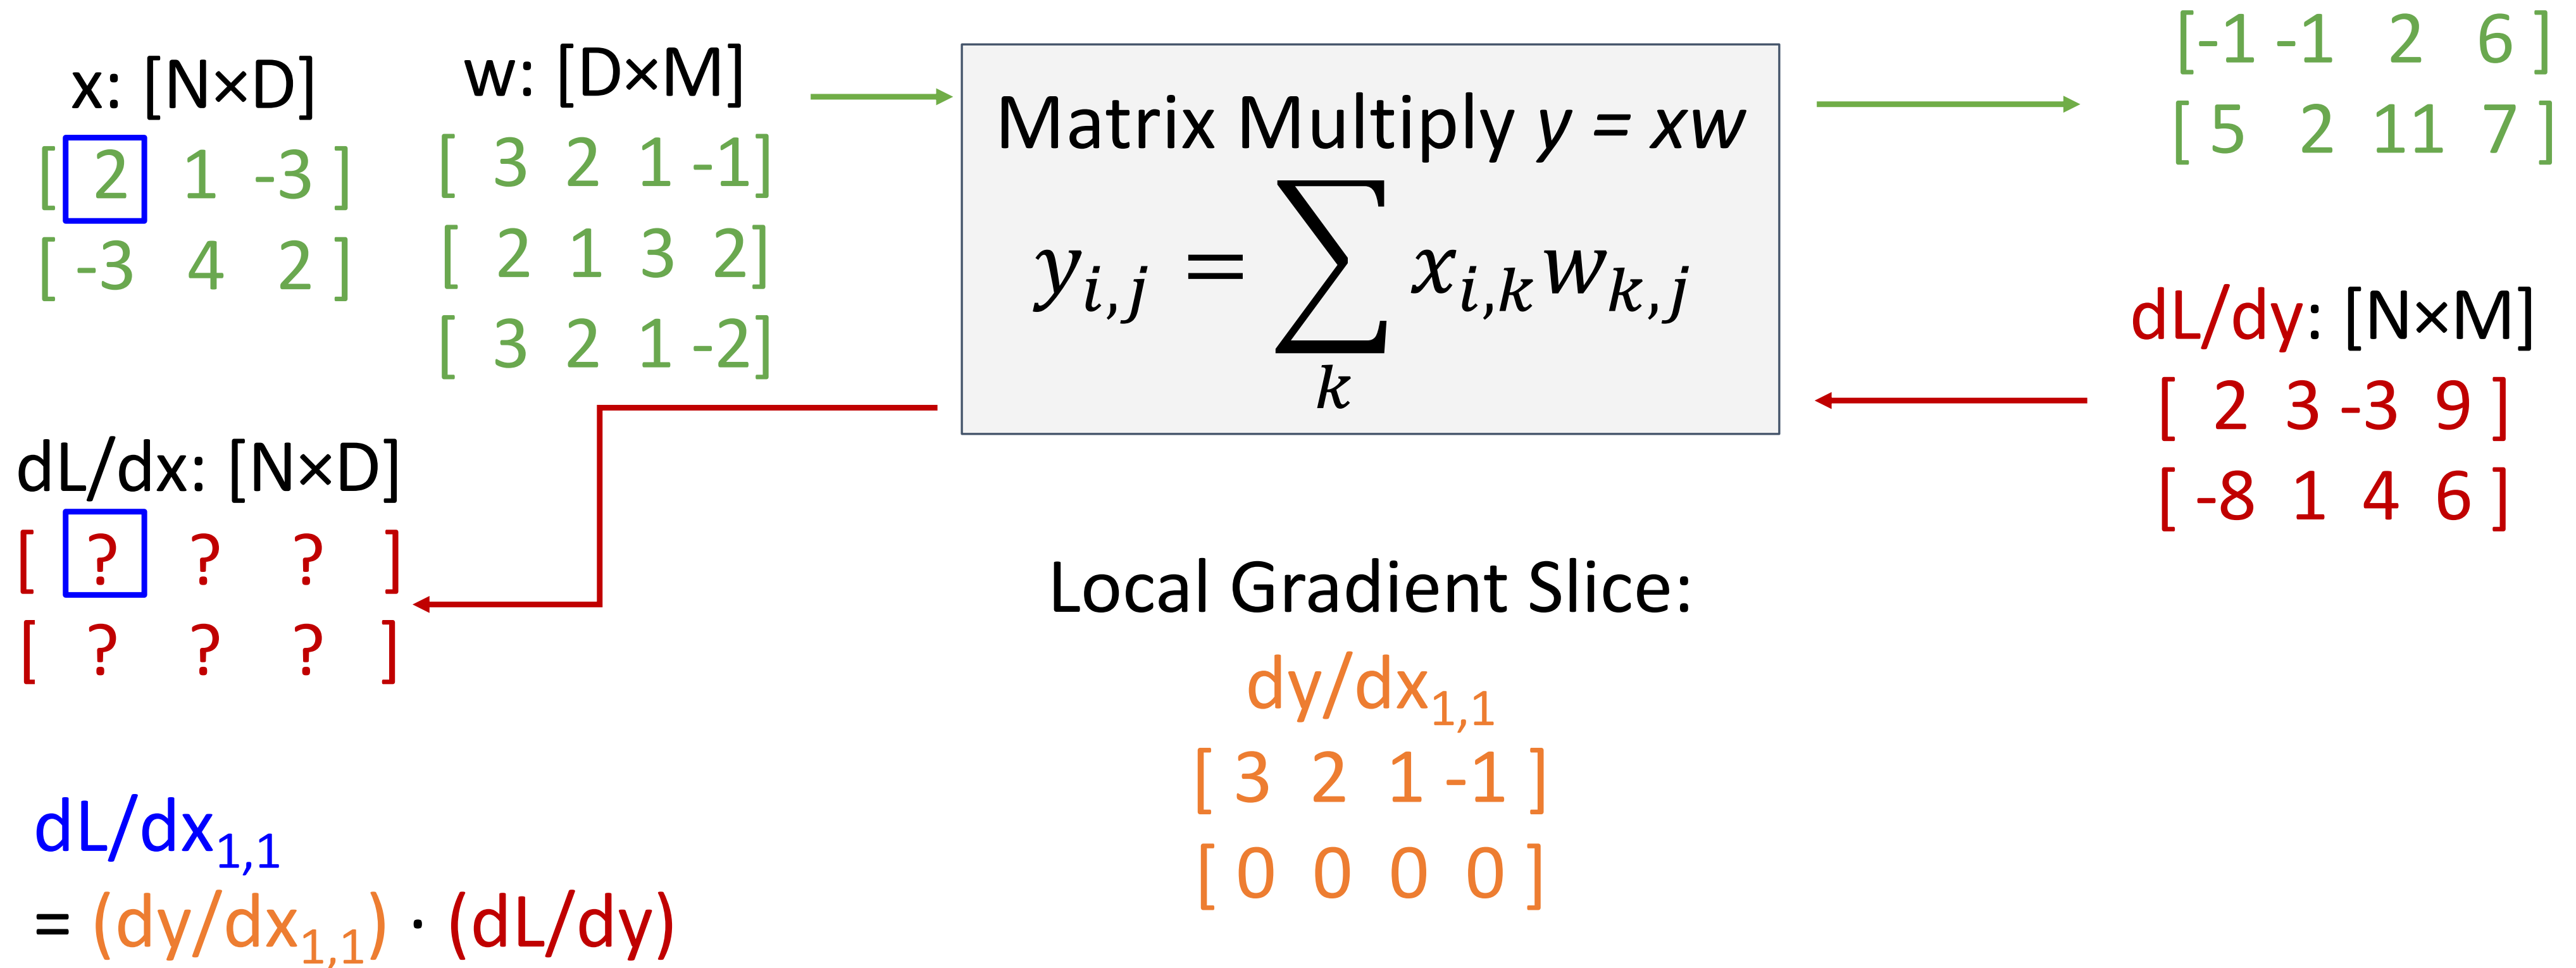 x: [N×D]
[ 2 1 -3 ]
[ -3 4 2 ]
w: [D×M]
[ 3 2 1 -1]
[ 2 1 3 2]
[ 3 2 1 -2]
Matrix Multiply y = xw
y_{i,j} = ∑_k x_{i,k} w_{k,j}
[-1 -1 2 6 ]
[ 5 2 11 7 ]
dL/dy: [N×M]
[ 2 3 -3 9 ]
[ -8 1 4 6 ]
dL/dx: [N×D]
[ ? ? ? ]
[ ? ? ? ]
Local Gradient Slice:
dy/dx_{1,1}
[ 3 2 1 -1 ]
[ 0 0 0 0 ]
dL/dx_{1,1}
= (dy/dx_{1,1}) · (dL/dy)